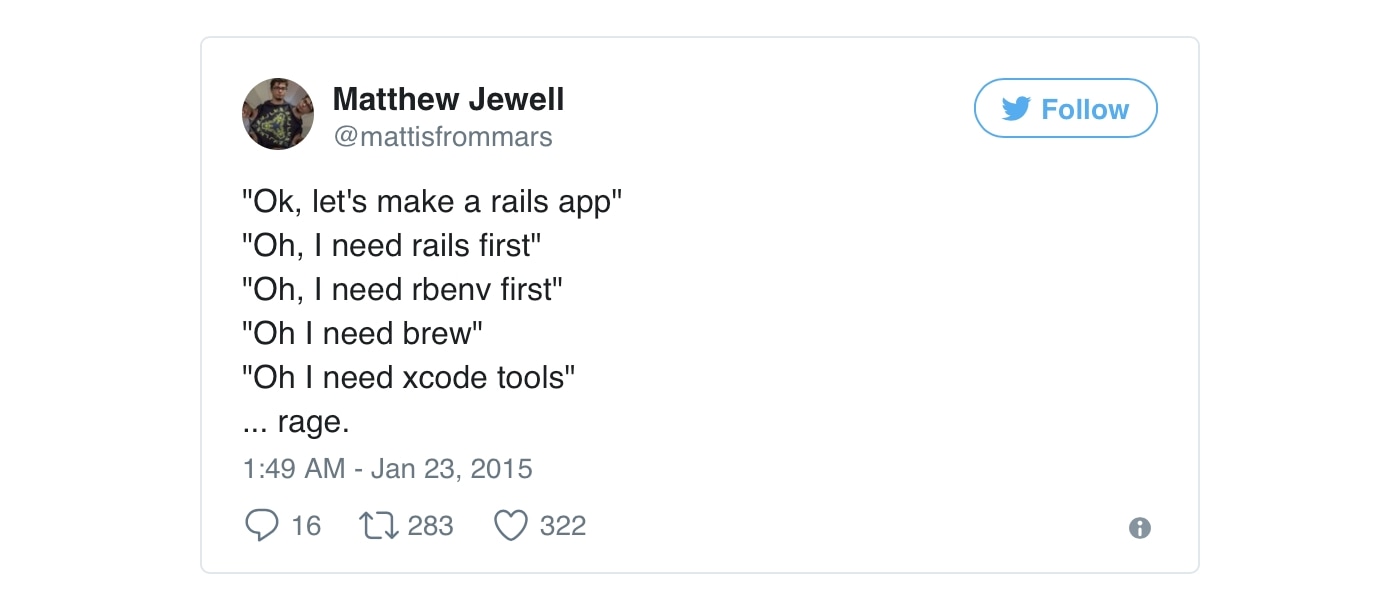 Matthew Jewell
@mattisfrommars
Follow
"Ok, let's make a rails app"
"Oh, I need rails first"
"Oh, I need rbenv first"
"Oh I need brew"
"Oh I need xcode tools"
... rage.
1:49 AM - Jan 23, 2015
16 283 322